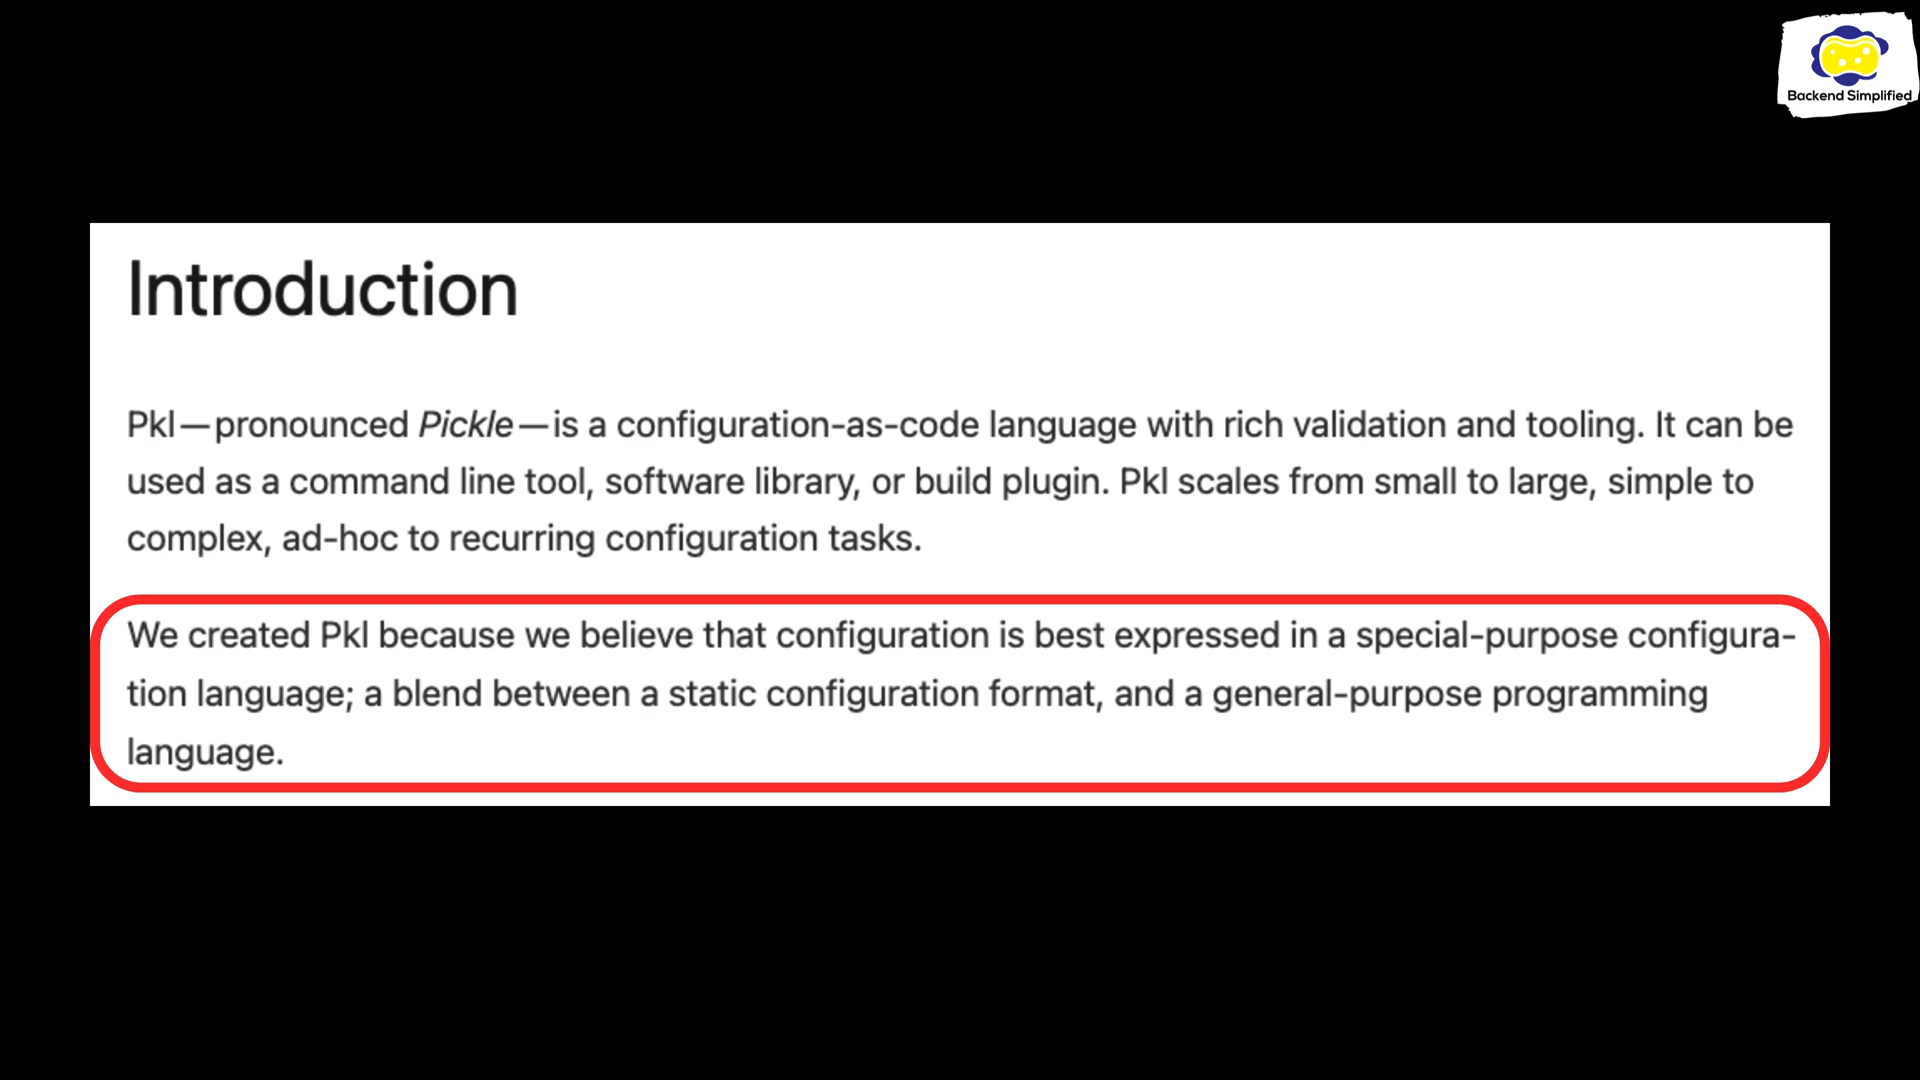 Backend Simplified
Introduction
Pkl—pronounced Pickle—is a configuration-as-code language with rich validation and tooling. It can be
used as a command line tool, software library, or build plugin. Pkl scales from small to large, simple to
complex, ad-hoc to recurring configuration tasks.
We created Pkl because we believe that configuration is best expressed in a special-purpose configura-
tion language; a blend between a static configuration format, and a general-purpose programming
language.